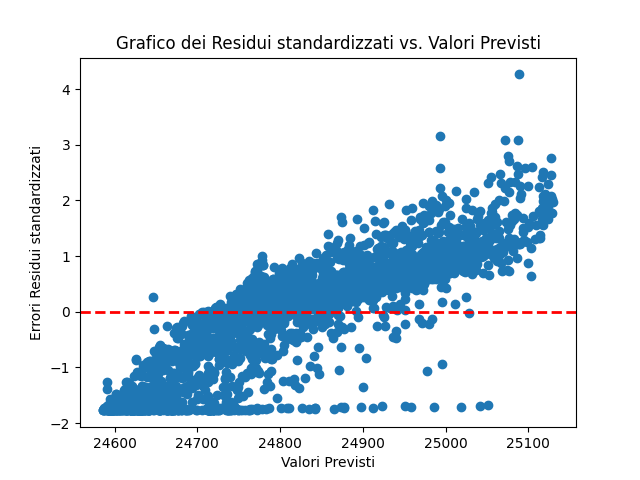 Grafico dei Residui standardizzati vs. Valori Previsti
4
3
2
1
0
−1
−2
Errori Residui standardizzati
24600 24700 24800 24900 25000 25100
Valori Previsti